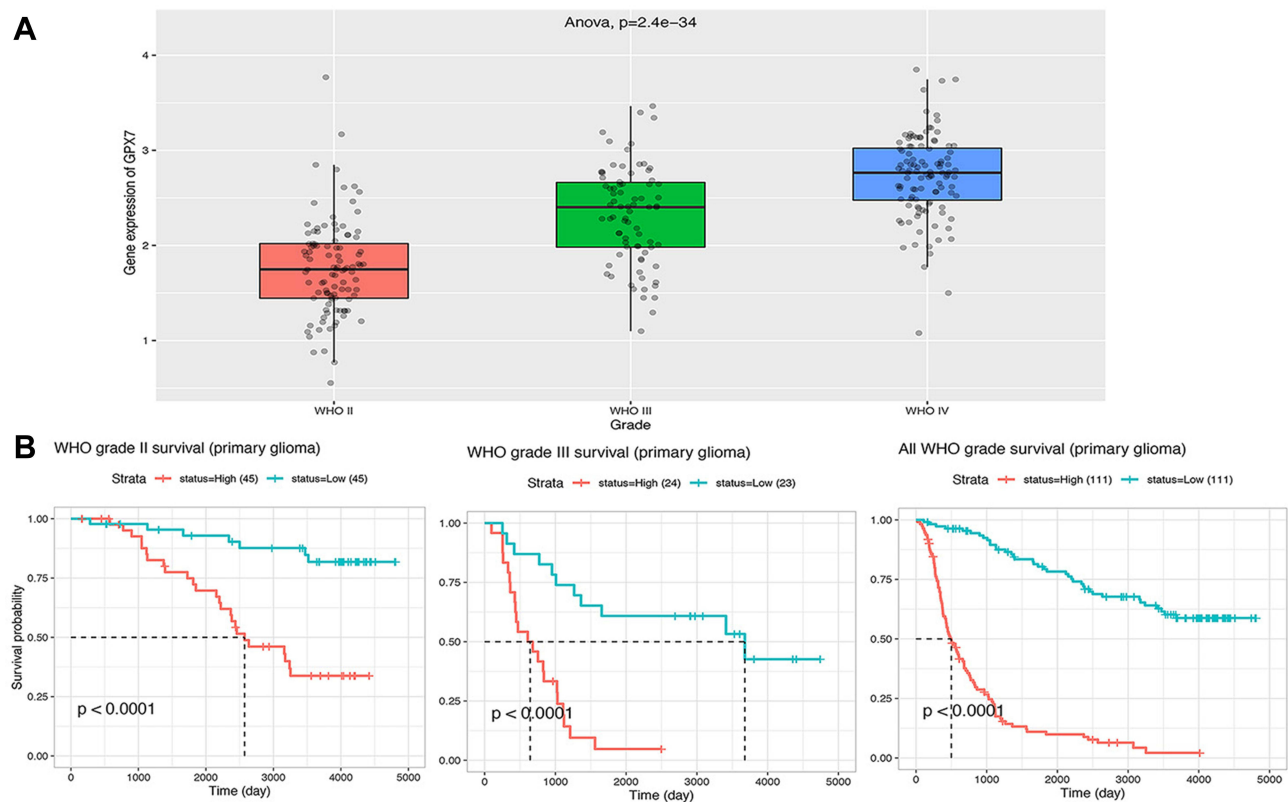 A
Anova, p=2.4e−34
Gene expression of GPX7
4
3
2
1
WHO II
WHO III
WHO IV
Grade
B
WHO grade II survival (primary glioma)
Strata
status=High (45)
status=Low (45)
Survival probability
1.00
0.75
0.50
0.25
0.00
p < 0.0001
0
1000
2000
3000
4000
5000
Time (day)
WHO grade III survival (primary glioma)
Strata
status=High (24)
status=Low (23)
1.00
0.75
0.50
0.25
0.00
p < 0.0001
0
1000
2000
3000
4000
5000
Time (day)
All WHO grade survival (primary glioma)
Strata
status=High (111)
status=Low (111)
1.00
0.75
0.50
0.25
0.00
p < 0.0001
0
1000
2000
3000
4000
5000
Time (day)